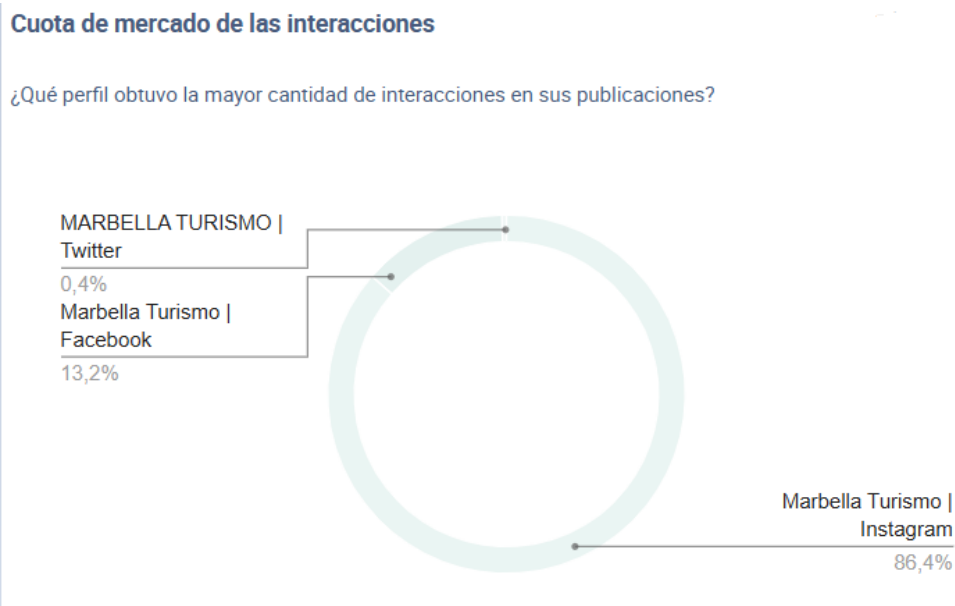 Cuota de mercado de las interacciones
¿Qué perfil obtuvo la mayor cantidad de interacciones en sus publicaciones?
MARBELLA TURISMO |
Twitter
0,4%
Marbella Turismo |
Facebook
13,2%
Marbella Turismo |
Instagram
86,4%